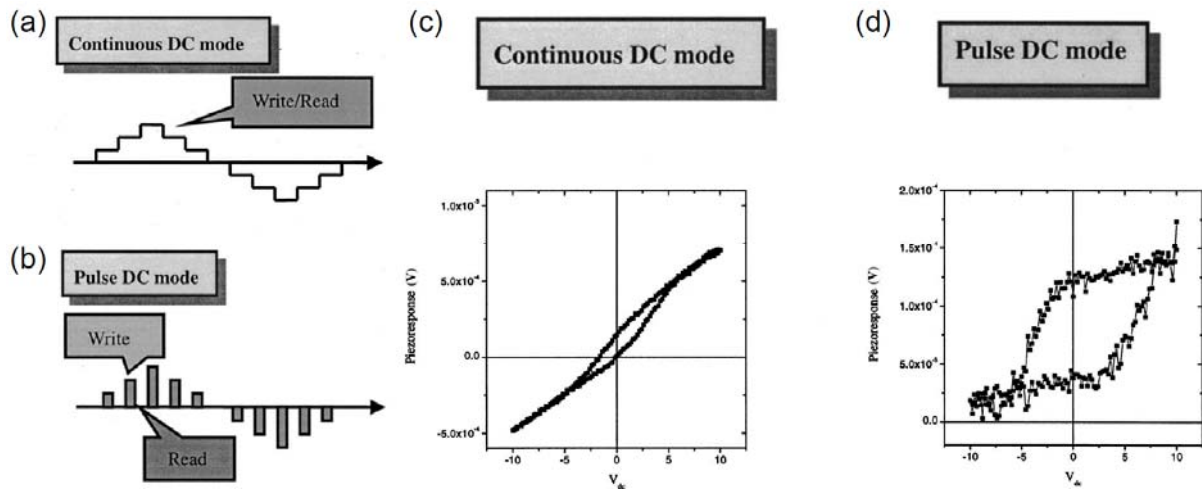 (a)
Continuous DC mode
Write/Read
(b)
Pulse DC mode
Write
Read
(c)
Continuous DC mode
1.0x10⁻³
5.0x10⁻⁴
0.0
-5.0x10⁻⁴
Piezoresponse (V)
-10 -5 0 5 10
V_dc
(d)
Pulse DC mode
2.0x10⁻⁴
1.5x10⁻⁴
1.0x10⁻⁴
5.0x10⁻⁵
0.0
Piezoresponse (V)
-10 -5 0 5 10
V_dc